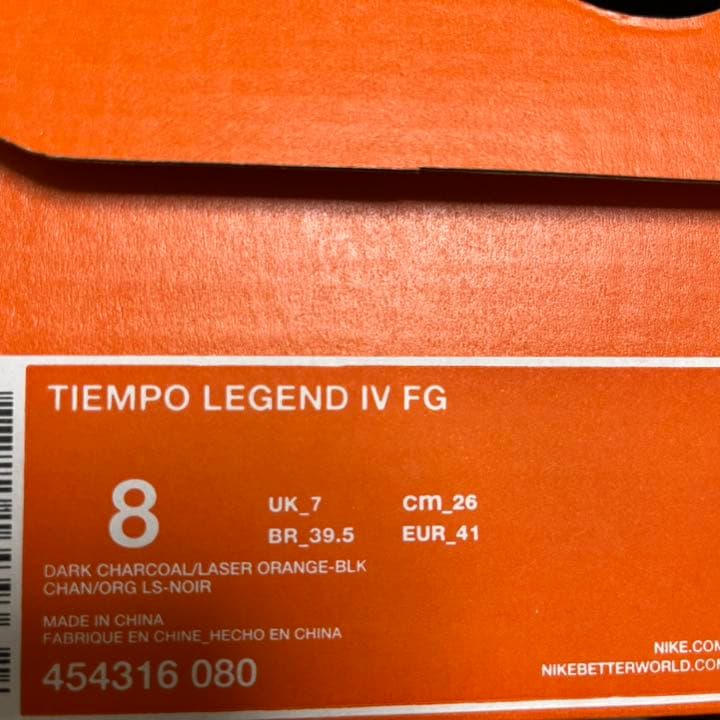 TIEMPO LEGEND IV FG
8
UK_7 cm_26
BR_39.5 EUR_41
DARK CHARCOAL/LASER ORANGE-BLK
CHAN/ORG LS-NOIR
MADE IN CHINA
FABRIQUE EN CHINE_HECHO EN CHINA
454316 080
NIKE.COM
NIKEBETTERWORLD.COM